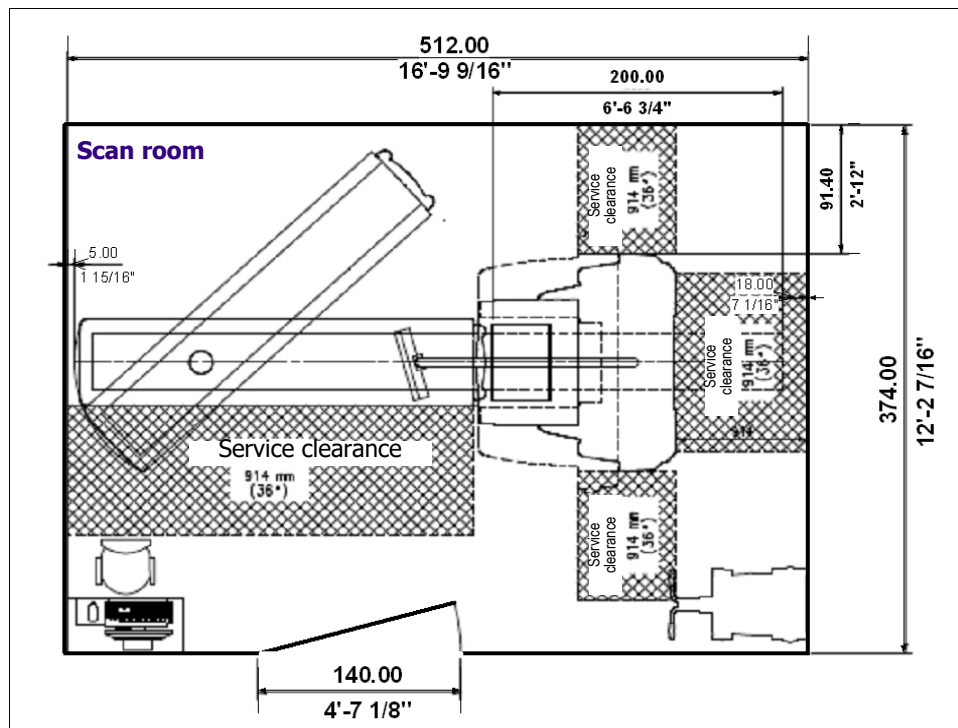 512.00
16'-9 9/16"
200.00
6'-6 3/4"
Scan room
Service
clearance
914 mm
(36")
91.40
2'-12"
5.00
1 15/16"
18.00
7 1/16"
Service
clearance
914 mm
(36")
914
374.00
12'-2 7/16"
Service clearance
914 mm
(36")
Service
clearance
914 mm
(36")
140.00
4'-7 1/8"